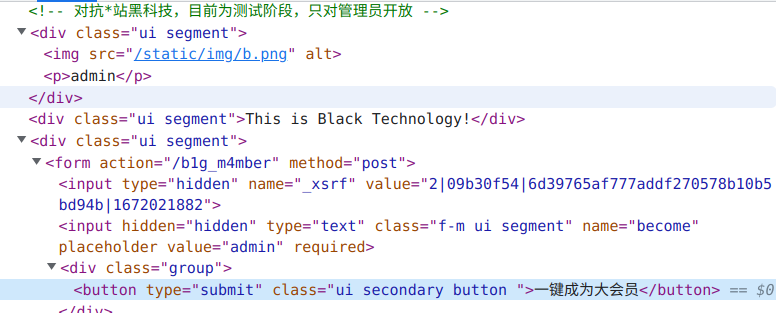 <!-- 对抗*站黑科技，目前为测试阶段，只对管理员开放 -->
<div class="ui segment">
<img src="/static/img/b.png" alt>
<p>admin</p>
</div>
<div class="ui segment">This is Black Technology!</div>
<div class="ui segment">
<form action="/b1g_m4mber" method="post">
<input type="hidden" name="_xsrf" value="2|09b30f54|6d39765af777addf270578b10b5
bd94b|1672021882">
<input hidden="hidden" type="text" class="f-m ui segment" name="become"
placeholder value="admin" required>
<div class="group">
<button type="submit" class="ui secondary button ">一键成为大会员</button> == $0
</div>